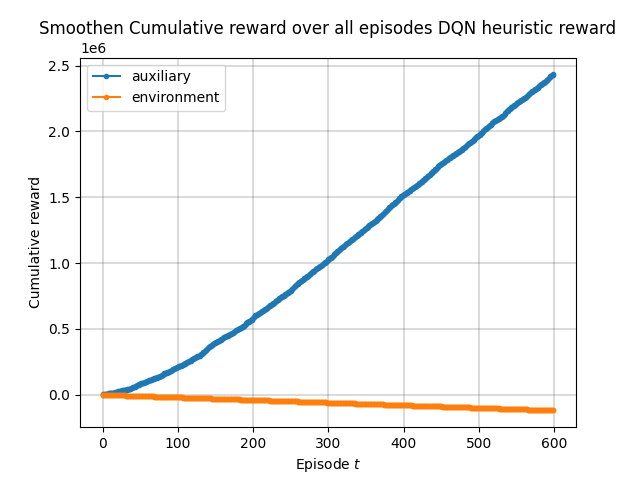 Smoothen Cumulative reward over all episodes DQN heuristic reward
1e6
auxiliary
environment
2.5
2.0
1.5
1.0
0.5
0.0
Cumulative reward
0 100 200 300 400 500 600
Episode t